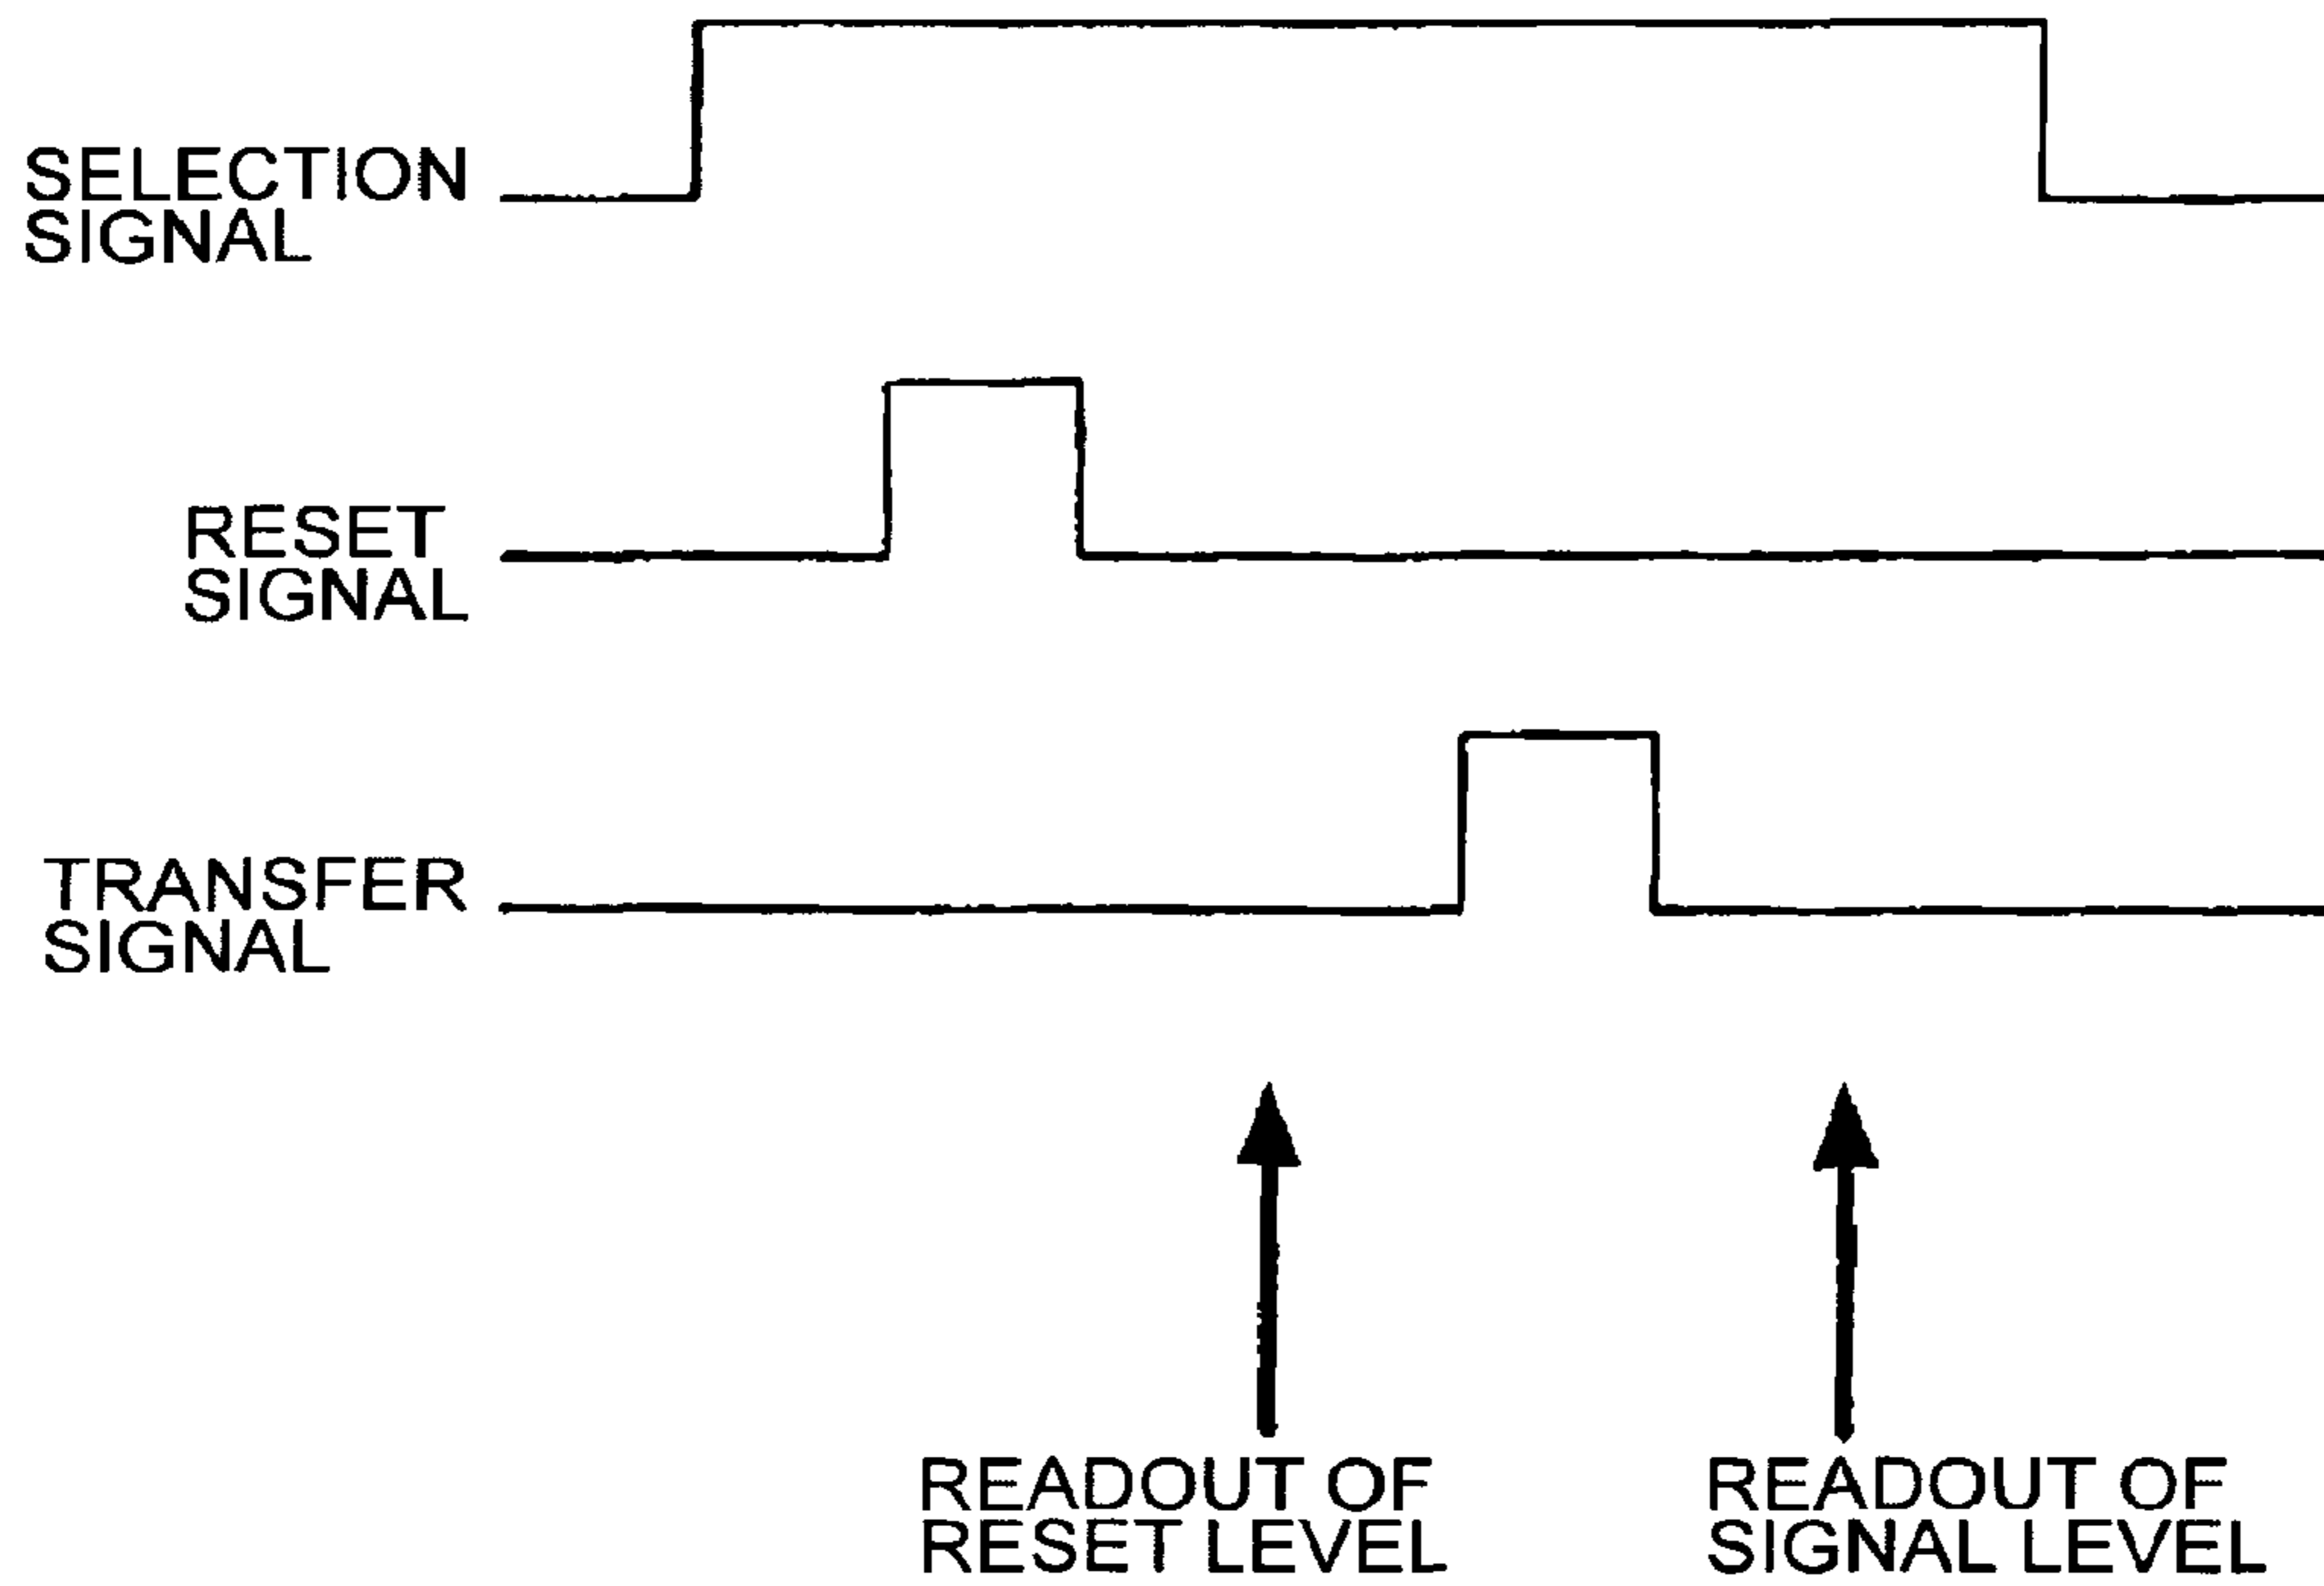 SELECTION
SIGNAL
RESET
SIGNAL
TRANSFER
SIGNAL
READOUT OF
RESET LEVEL
READOUT OF
SIGNAL LEVEL